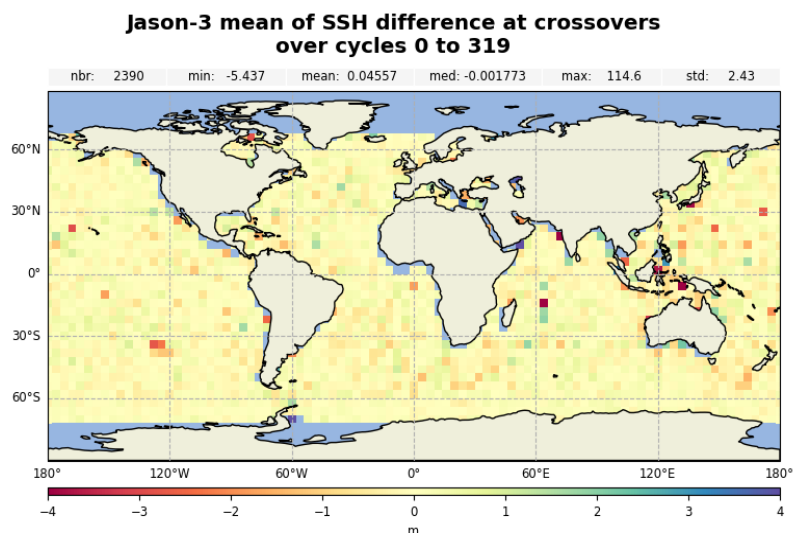 Jason-3 mean of SSH difference at crossovers
over cycles 0 to 319
nbr: 2390 min: -5.437 mean: 0.04557 med: -0.001773 max: 114.6 std: 2.43
60°N
30°N
0°
30°S
60°S
180° 120°W 60°W 0° 60°E 120°E 180°
−4 −3 −2 −1 0 1 2 3 4
m